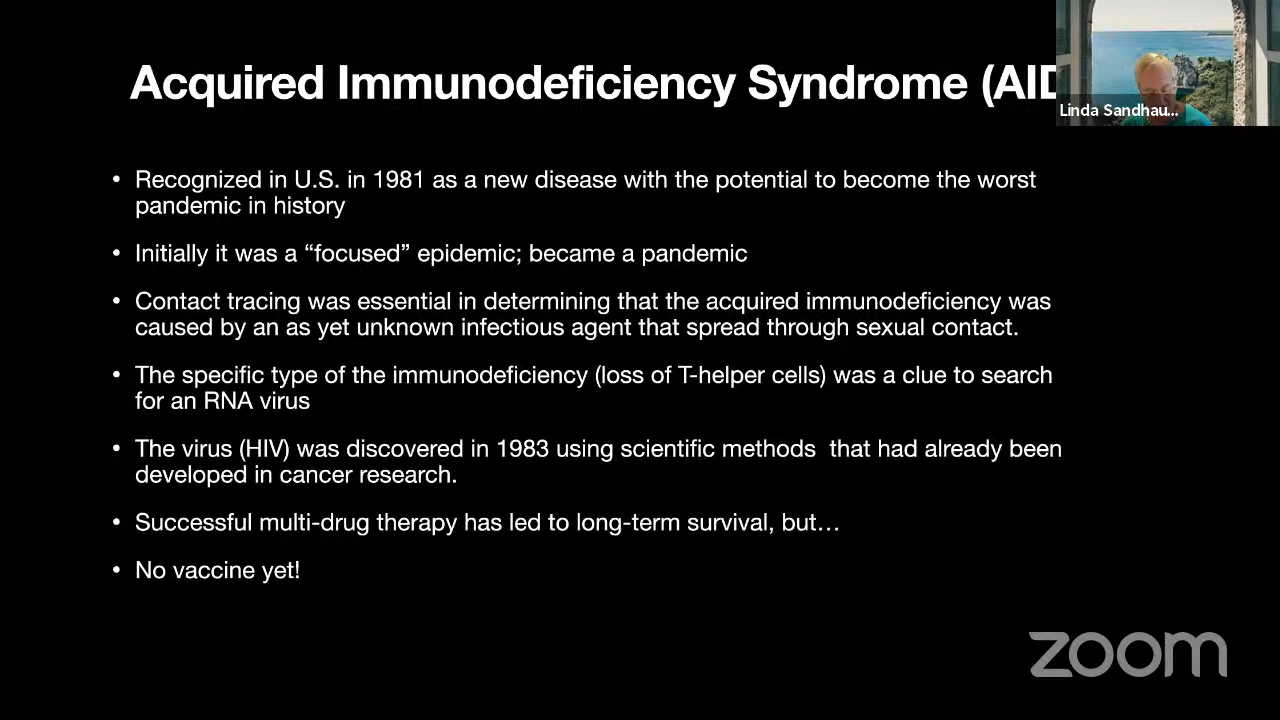 Acquired Immunodeficiency Syndrome (AID
Linda Sandhau...
• Recognized in U.S. in 1981 as a new disease with the potential to become the worst
pandemic in history
• Initially it was a “focused” epidemic; became a pandemic
• Contact tracing was essential in determining that the acquired immunodeficiency was
caused by an as yet unknown infectious agent that spread through sexual contact.
• The specific type of the immunodeficiency (loss of T-helper cells) was a clue to search
for an RNA virus
• The virus (HIV) was discovered in 1983 using scientific methods  that had already been
developed in cancer research.
• Successful multi-drug therapy has led to long-term survival, but…
• No vaccine yet!
zoom